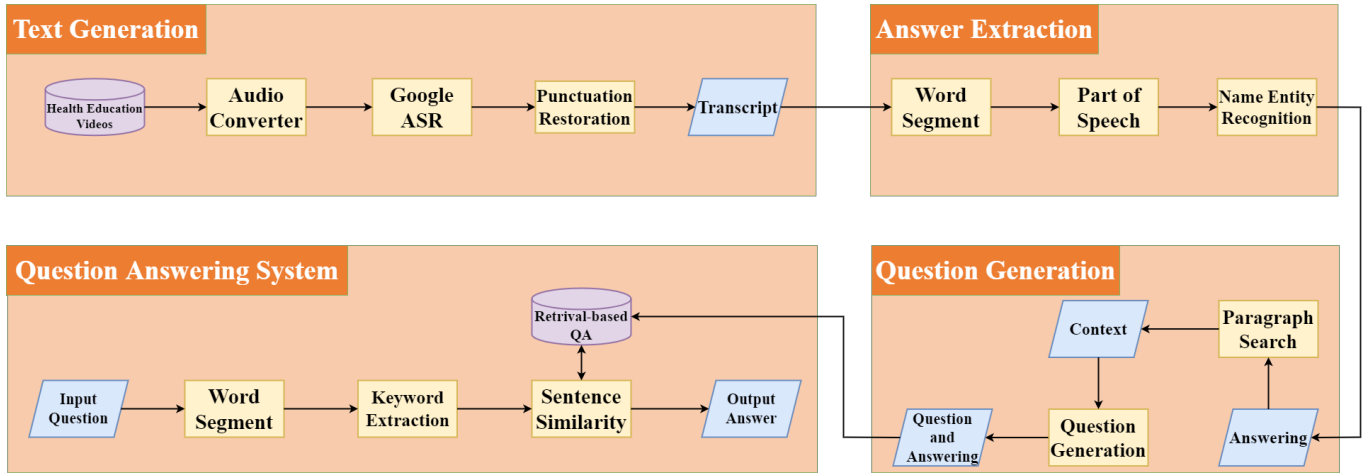 Text Generation
Health Education
Videos
Audio
Converter
Google
ASR
Punctuation
Restoration
Transcript
Answer Extraction
Word
Segment
Part of
Speech
Name Entity
Recognition
Question Answering System
Retrival-based
QA
Input
Question
Word
Segment
Keyword
Extraction
Sentence
Similarity
Output
Answer
Question Generation
Context
Paragraph
Search
Question
and
Answering
Question
Generation
Answering